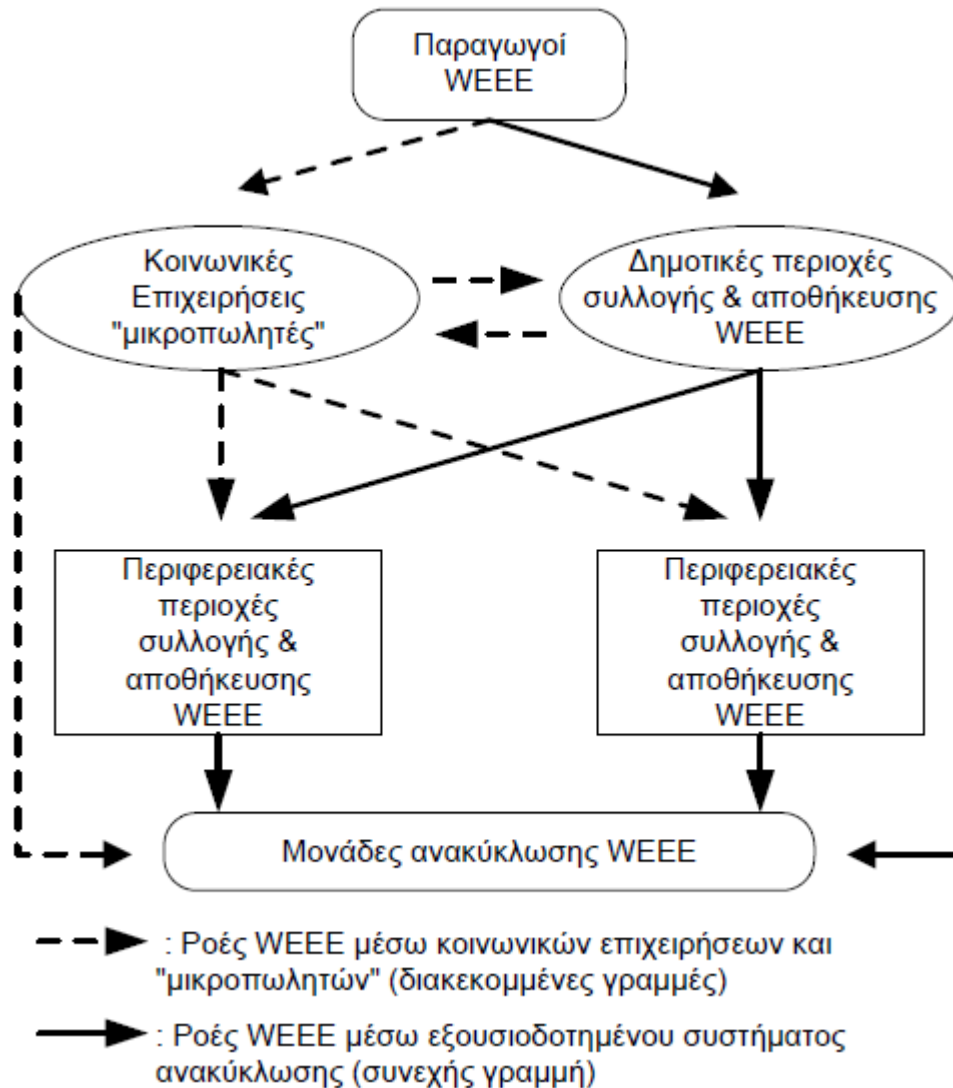 Παραγωγοί
WEEE
Κοινωνικές
Επιχειρήσεις
"μικροπωλητές"
Δημοτικές περιοχές
συλλογής & αποθήκευσης
WEEE
Περιφερειακές
περιοχές
συλλογής &
αποθήκευσης
WEEE
Περιφερειακές
περιοχές
συλλογής &
αποθήκευσης
WEEE
Μονάδες ανακύκλωσης WEEE
: Ροές WEEE μέσω κοινωνικών επιχειρήσεων και
"μικροπωλητών" (διακεκομμένες γραμμές)
: Ροές WEEE μέσω εξουσιοδοτημένου συστήματος
ανακύκλωσης (συνεχής γραμμή)